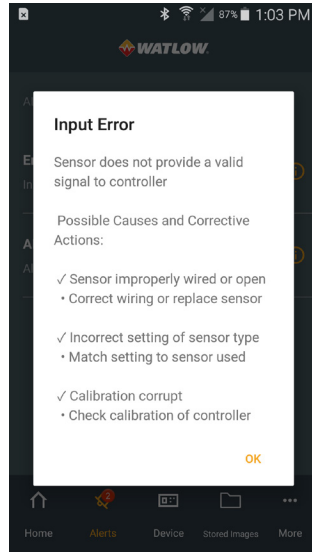 87% 1:03 PM
WATLOW.
Input Error
Sensor does not provide a valid
signal to controller
Possible Causes and Corrective
Actions:
✓ Sensor improperly wired or open
• Correct wiring or replace sensor
✓ Incorrect setting of sensor type
• Match setting to sensor used
✓ Calibration corrupt
• Check calibration of controller
OK
2
Home Alerts Device Stored Images More